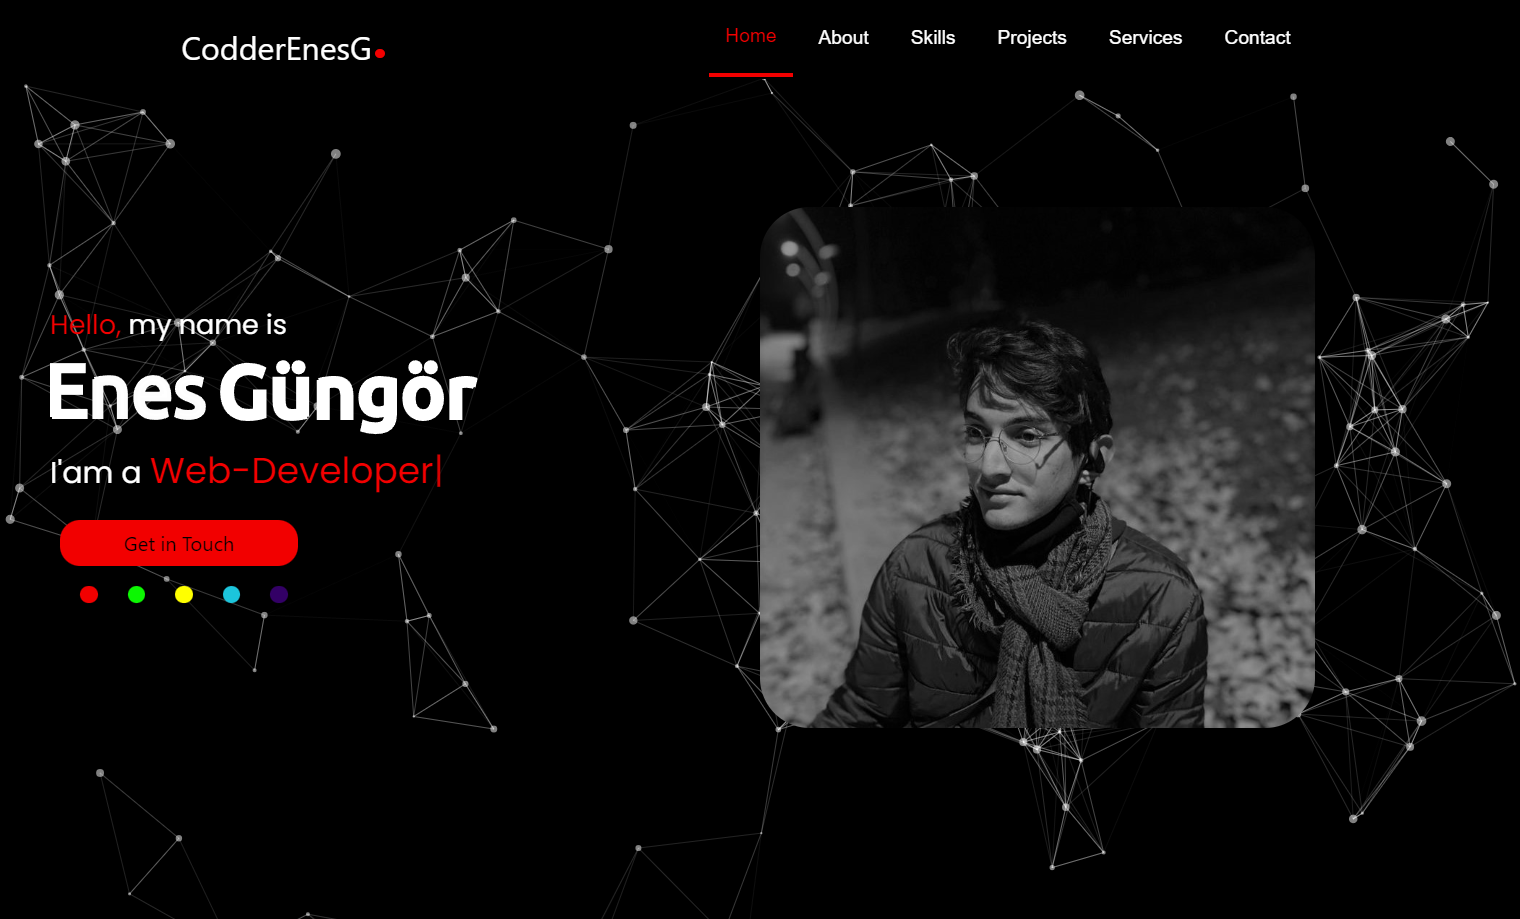 CodderEnesG
Home About Skills Projects Services Contact
Hello, my name is
Enes Güngör
I'am a Web-Developer|
Get in Touch